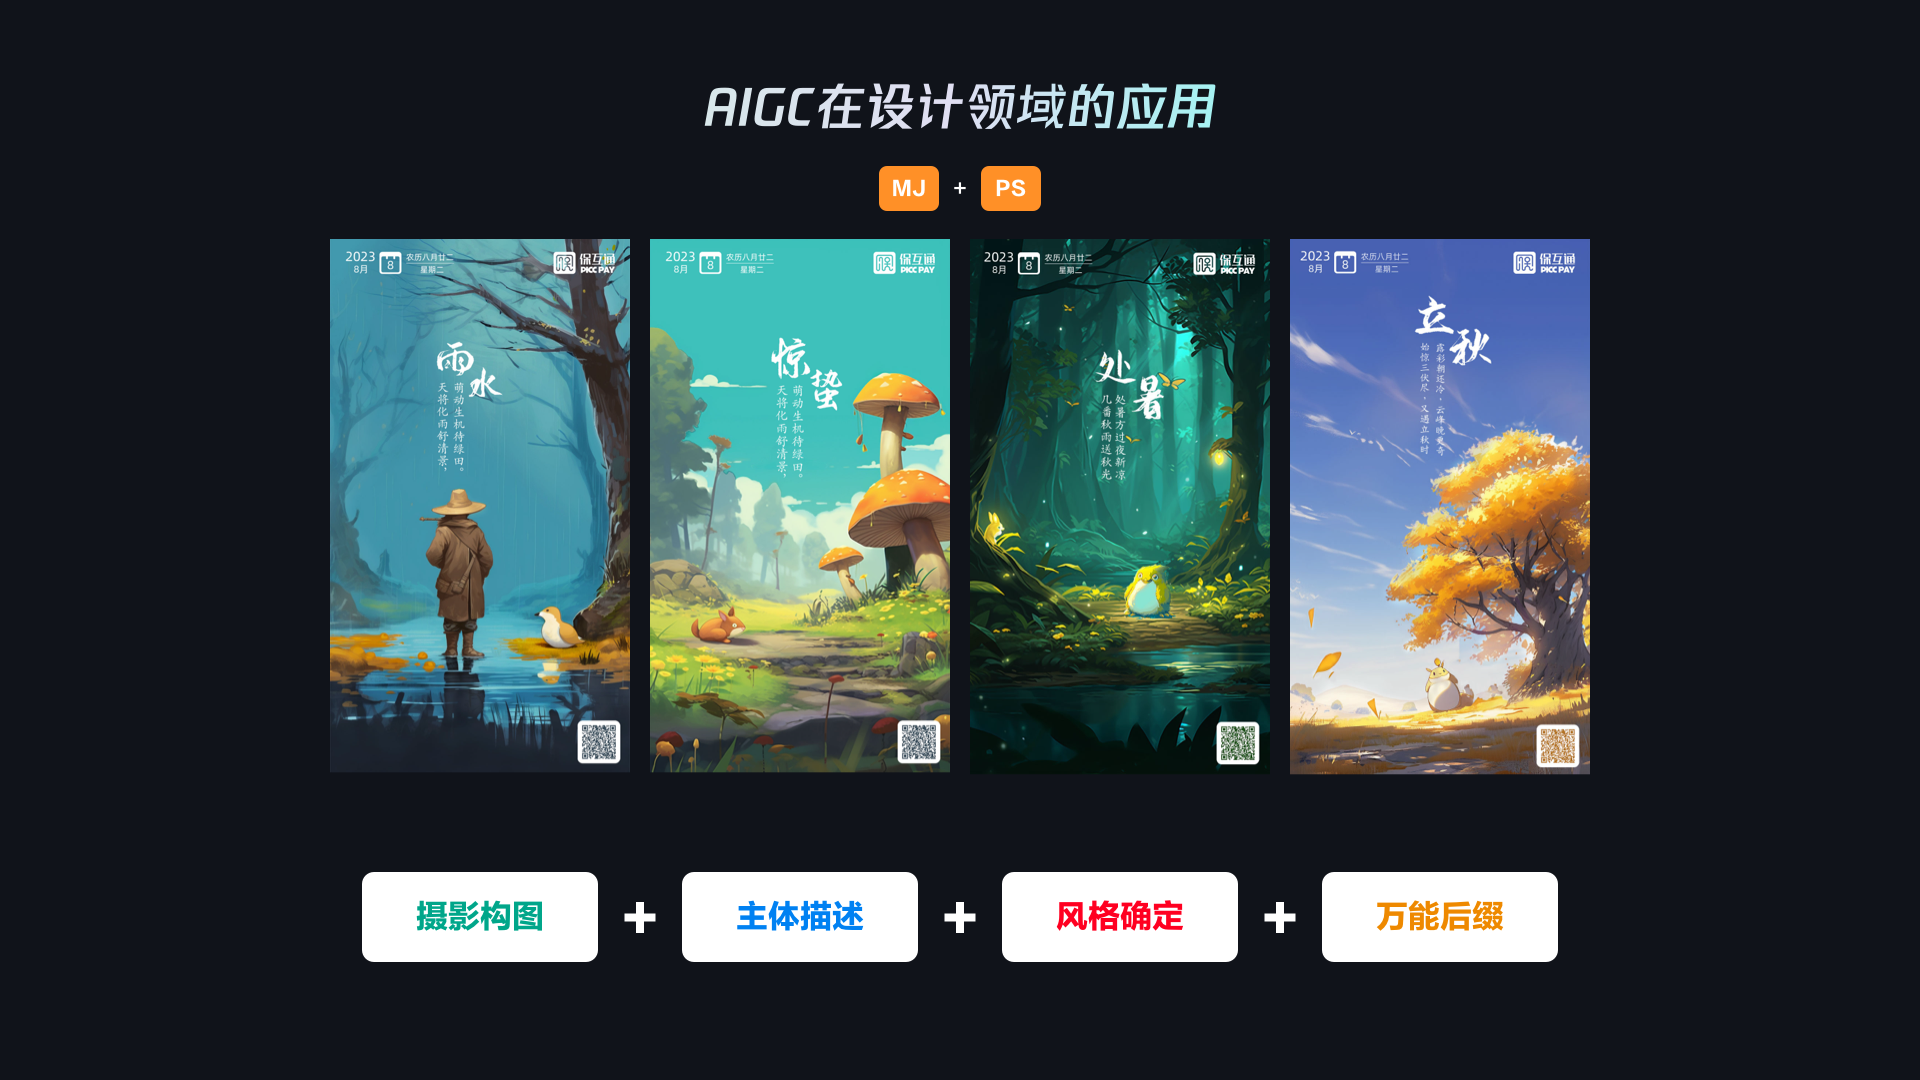 AIGC在设计领域的应用
MJ + PS
2023
8月
8
农历八月廿二
星期二
保互通
PICC PAY
雨水
萌动生机待绿田。
天将化雨舒清景，
2023
8月
8
农历八月廿二
星期二
保互通
PICC PAY
惊蛰
萌动生机待绿田。
天将化雨舒清景，
2023
8月
8
农历八月廿二
星期二
保互通
PICC PAY
处暑
处暑方过夜新凉
几番秋雨送秋光
2023
8月
8
农历八月廿二
星期二
保互通
PICC PAY
立秋
露彩朝还冷，云峰晚更奇
始惊三伏尽，又遇立秋时
摄影构图 + 主体描述 + 风格确定 + 万能后缀